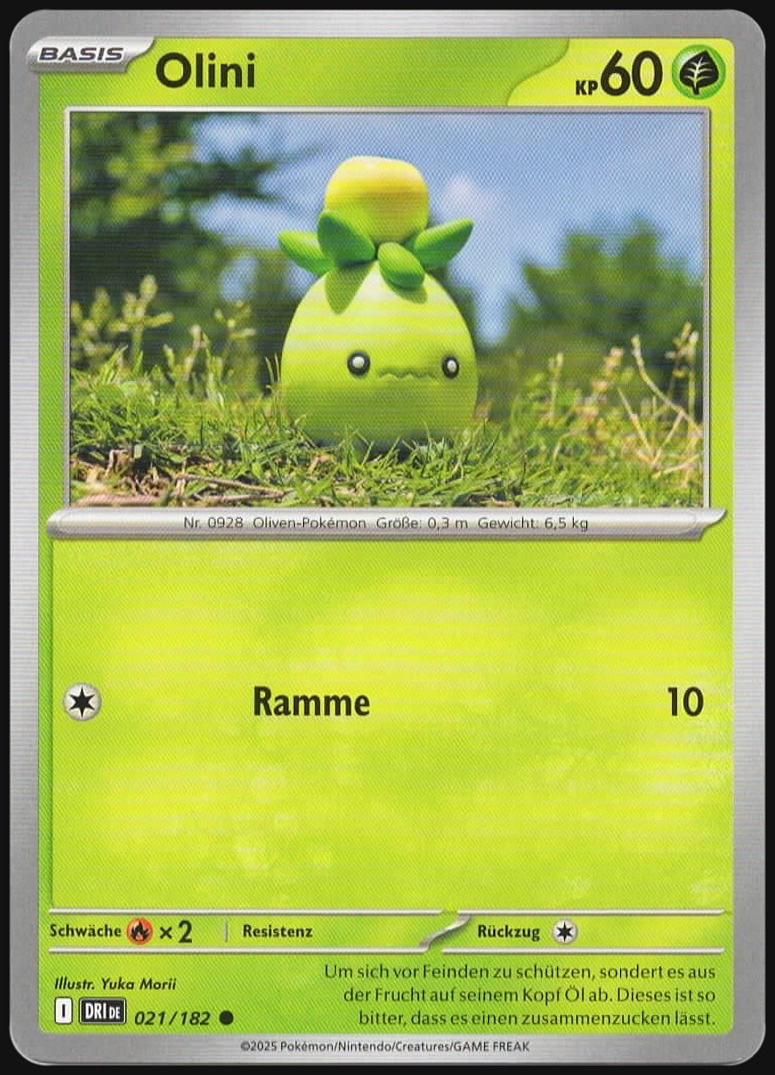 BASIS Olini KP 60
Nr. 0928 Oliven-Pokémon Größe: 0,3 m Gewicht: 6,5 kg
Ramme 10
Schwäche × 2 Resistenz Rückzug
Illustr. Yuka Morii
I DRI DE 021/182
Um sich vor Feinden zu schützen, sondert es aus
der Frucht auf seinem Kopf Öl ab. Dieses ist so
bitter, dass es einen zusammenzucken lässt.
©2025 Pokémon/Nintendo/Creatures/GAME FREAK